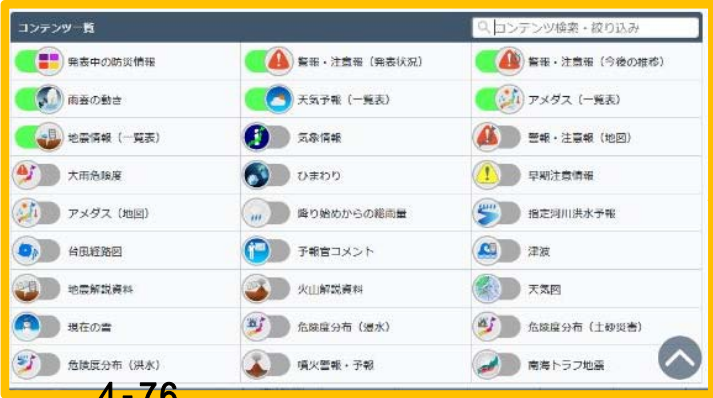 コンテンツ一覧
コンテンツ検索・絞り込み
発表中の防災情報
警報・注意報（発表状況）
警報・注意報（今後の推移）
雨雲の動き
天気予報（一覧表）
アメダス（一覧表）
地震情報（一覧表）
気象情報
警報・注意報（地図）
大雨危険度
ひまわり
早期注意情報
アメダス（地図）
降り始めからの総雨量
指定河川洪水予報
台風経路図
予報官コメント
津波
地震解説資料
火山解説資料
天気図
現在の雪
危険度分布（浸水）
危険度分布（土砂災害）
危険度分布（洪水）
噴火警報・予報
南海トラフ地震
4-76